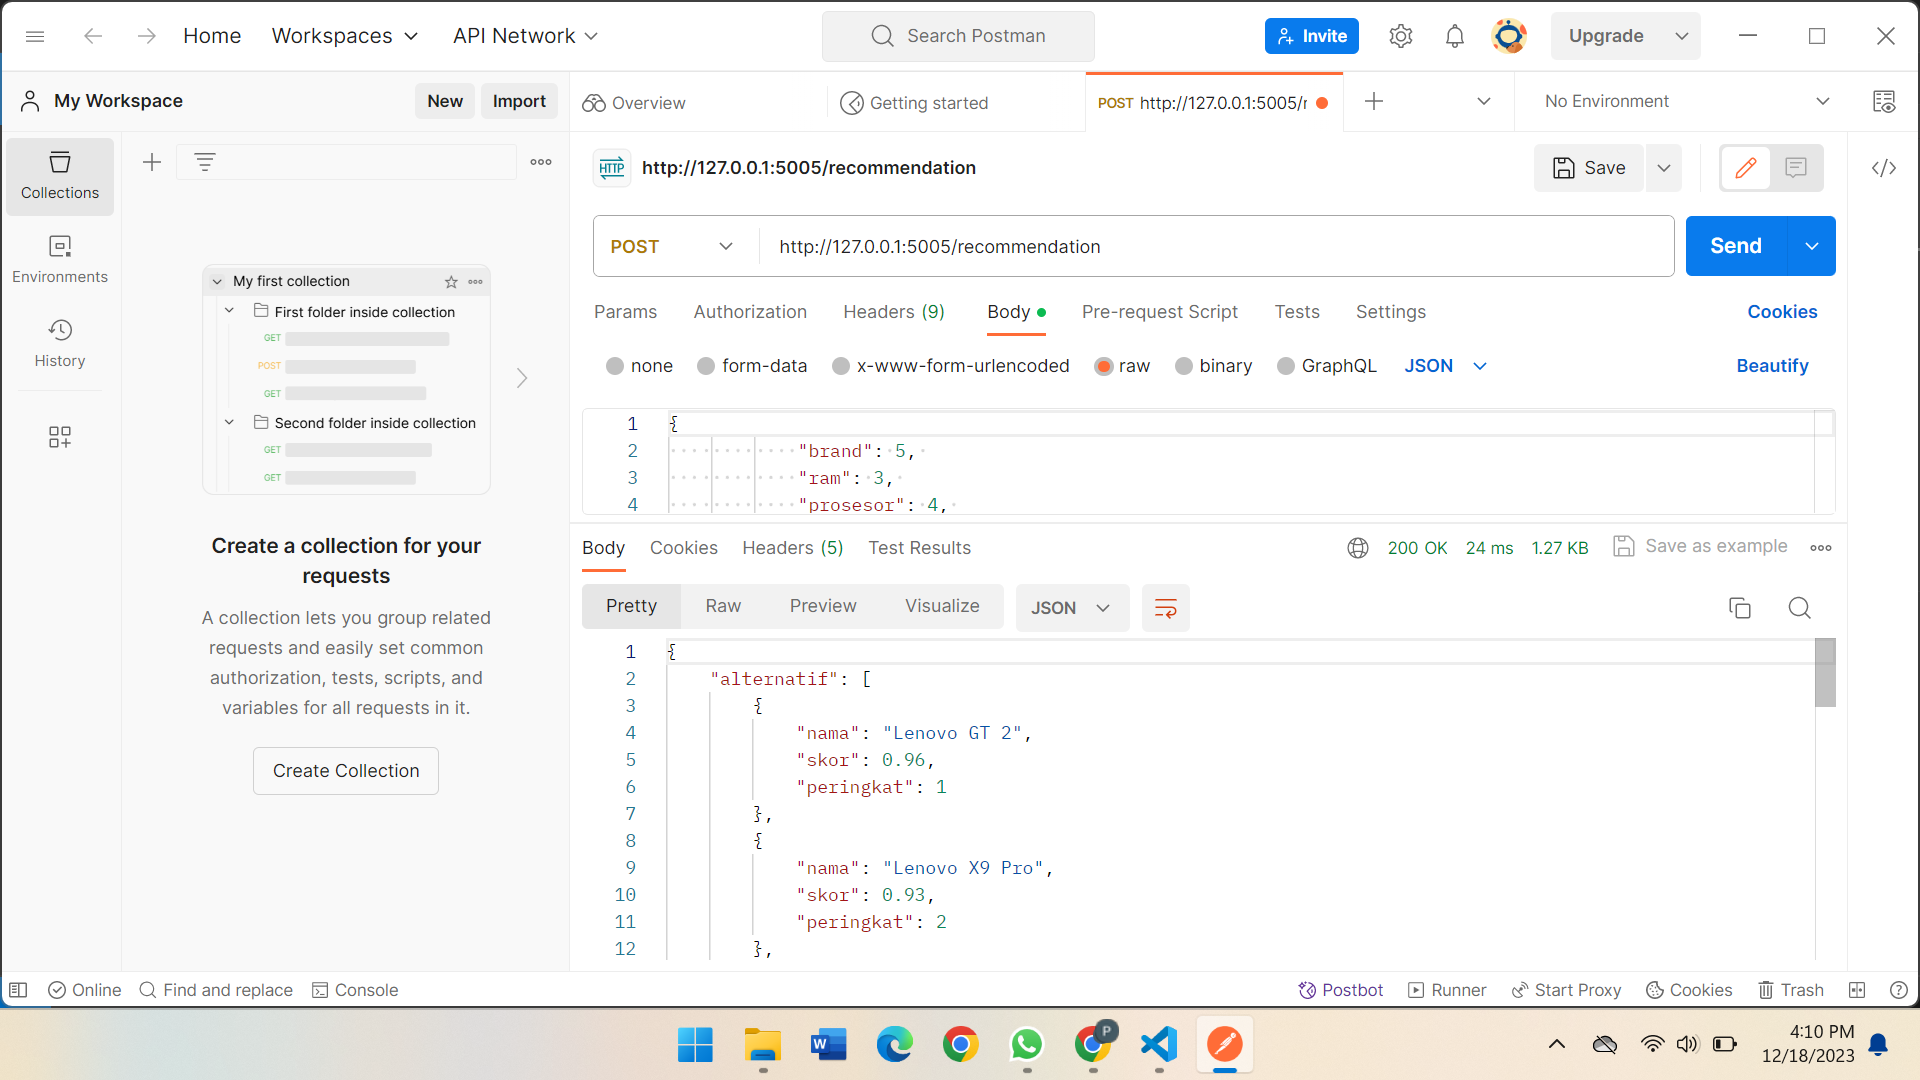 Home Workspaces API Network Search Postman Invite Upgrade
My Workspace New Import Overview Getting started POST http://127.0.0.1:5005/r No Environment
Collections
Environments
History
My first collection
First folder inside collection
GET
POST
GET
Second folder inside collection
GET
GET
Create a collection for your
requests
A collection lets you group related
requests and easily set common
authorization, tests, scripts, and
variables for all requests in it.
Create Collection
HTTP http://127.0.0.1:5005/recommendation Save
POST http://127.0.0.1:5005/recommendation Send
Params Authorization Headers (9) Body Pre-request Script Tests Settings Cookies
none form-data x-www-form-urlencoded raw binary GraphQL JSON Beautify
1 {
2 "brand": 5,
3 "ram": 3,
4 "prosesor": 4,
Body Cookies Headers (5) Test Results 200 OK 24 ms 1.27 KB Save as example
Pretty Raw Preview Visualize JSON
1 {
2 "alternatif": [
3 {
4 "nama": "Lenovo GT 2",
5 "skor": 0.96,
6 "peringkat": 1
7 },
8 {
9 "nama": "Lenovo X9 Pro",
10 "skor": 0.93,
11 "peringkat": 2
12 },
Online Find and replace Console Postbot Runner Start Proxy Cookies Trash
W P
4:10 PM
12/18/2023